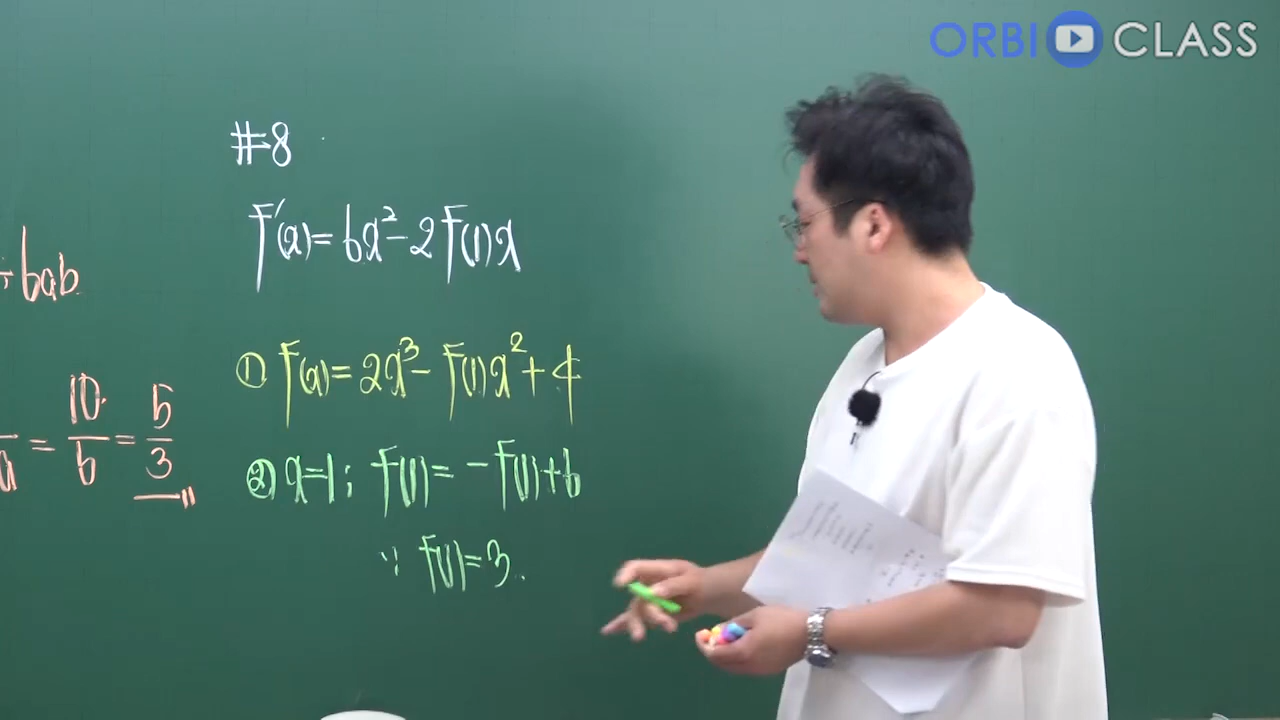 ORBI CLASS
#8
f'(x)=6x²-2f(1)x
+6ab
① f(x)=2x³-f(1)x²+4
a = 10/6 = 5/3
② x=1; f(1)=-f(1)+6
∵ f(1)=3.